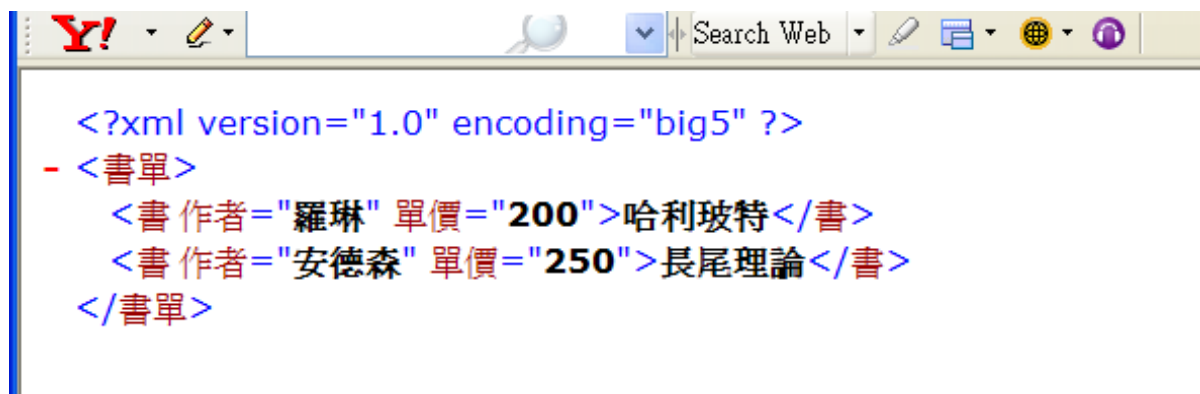 Y! Search Web
<?xml version="1.0" encoding="big5" ?>
- <書單>
<書 作者="羅琳" 單價="200">哈利玻特</書>
<書 作者="安德森" 單價="250">長尾理論</書>
</書單>